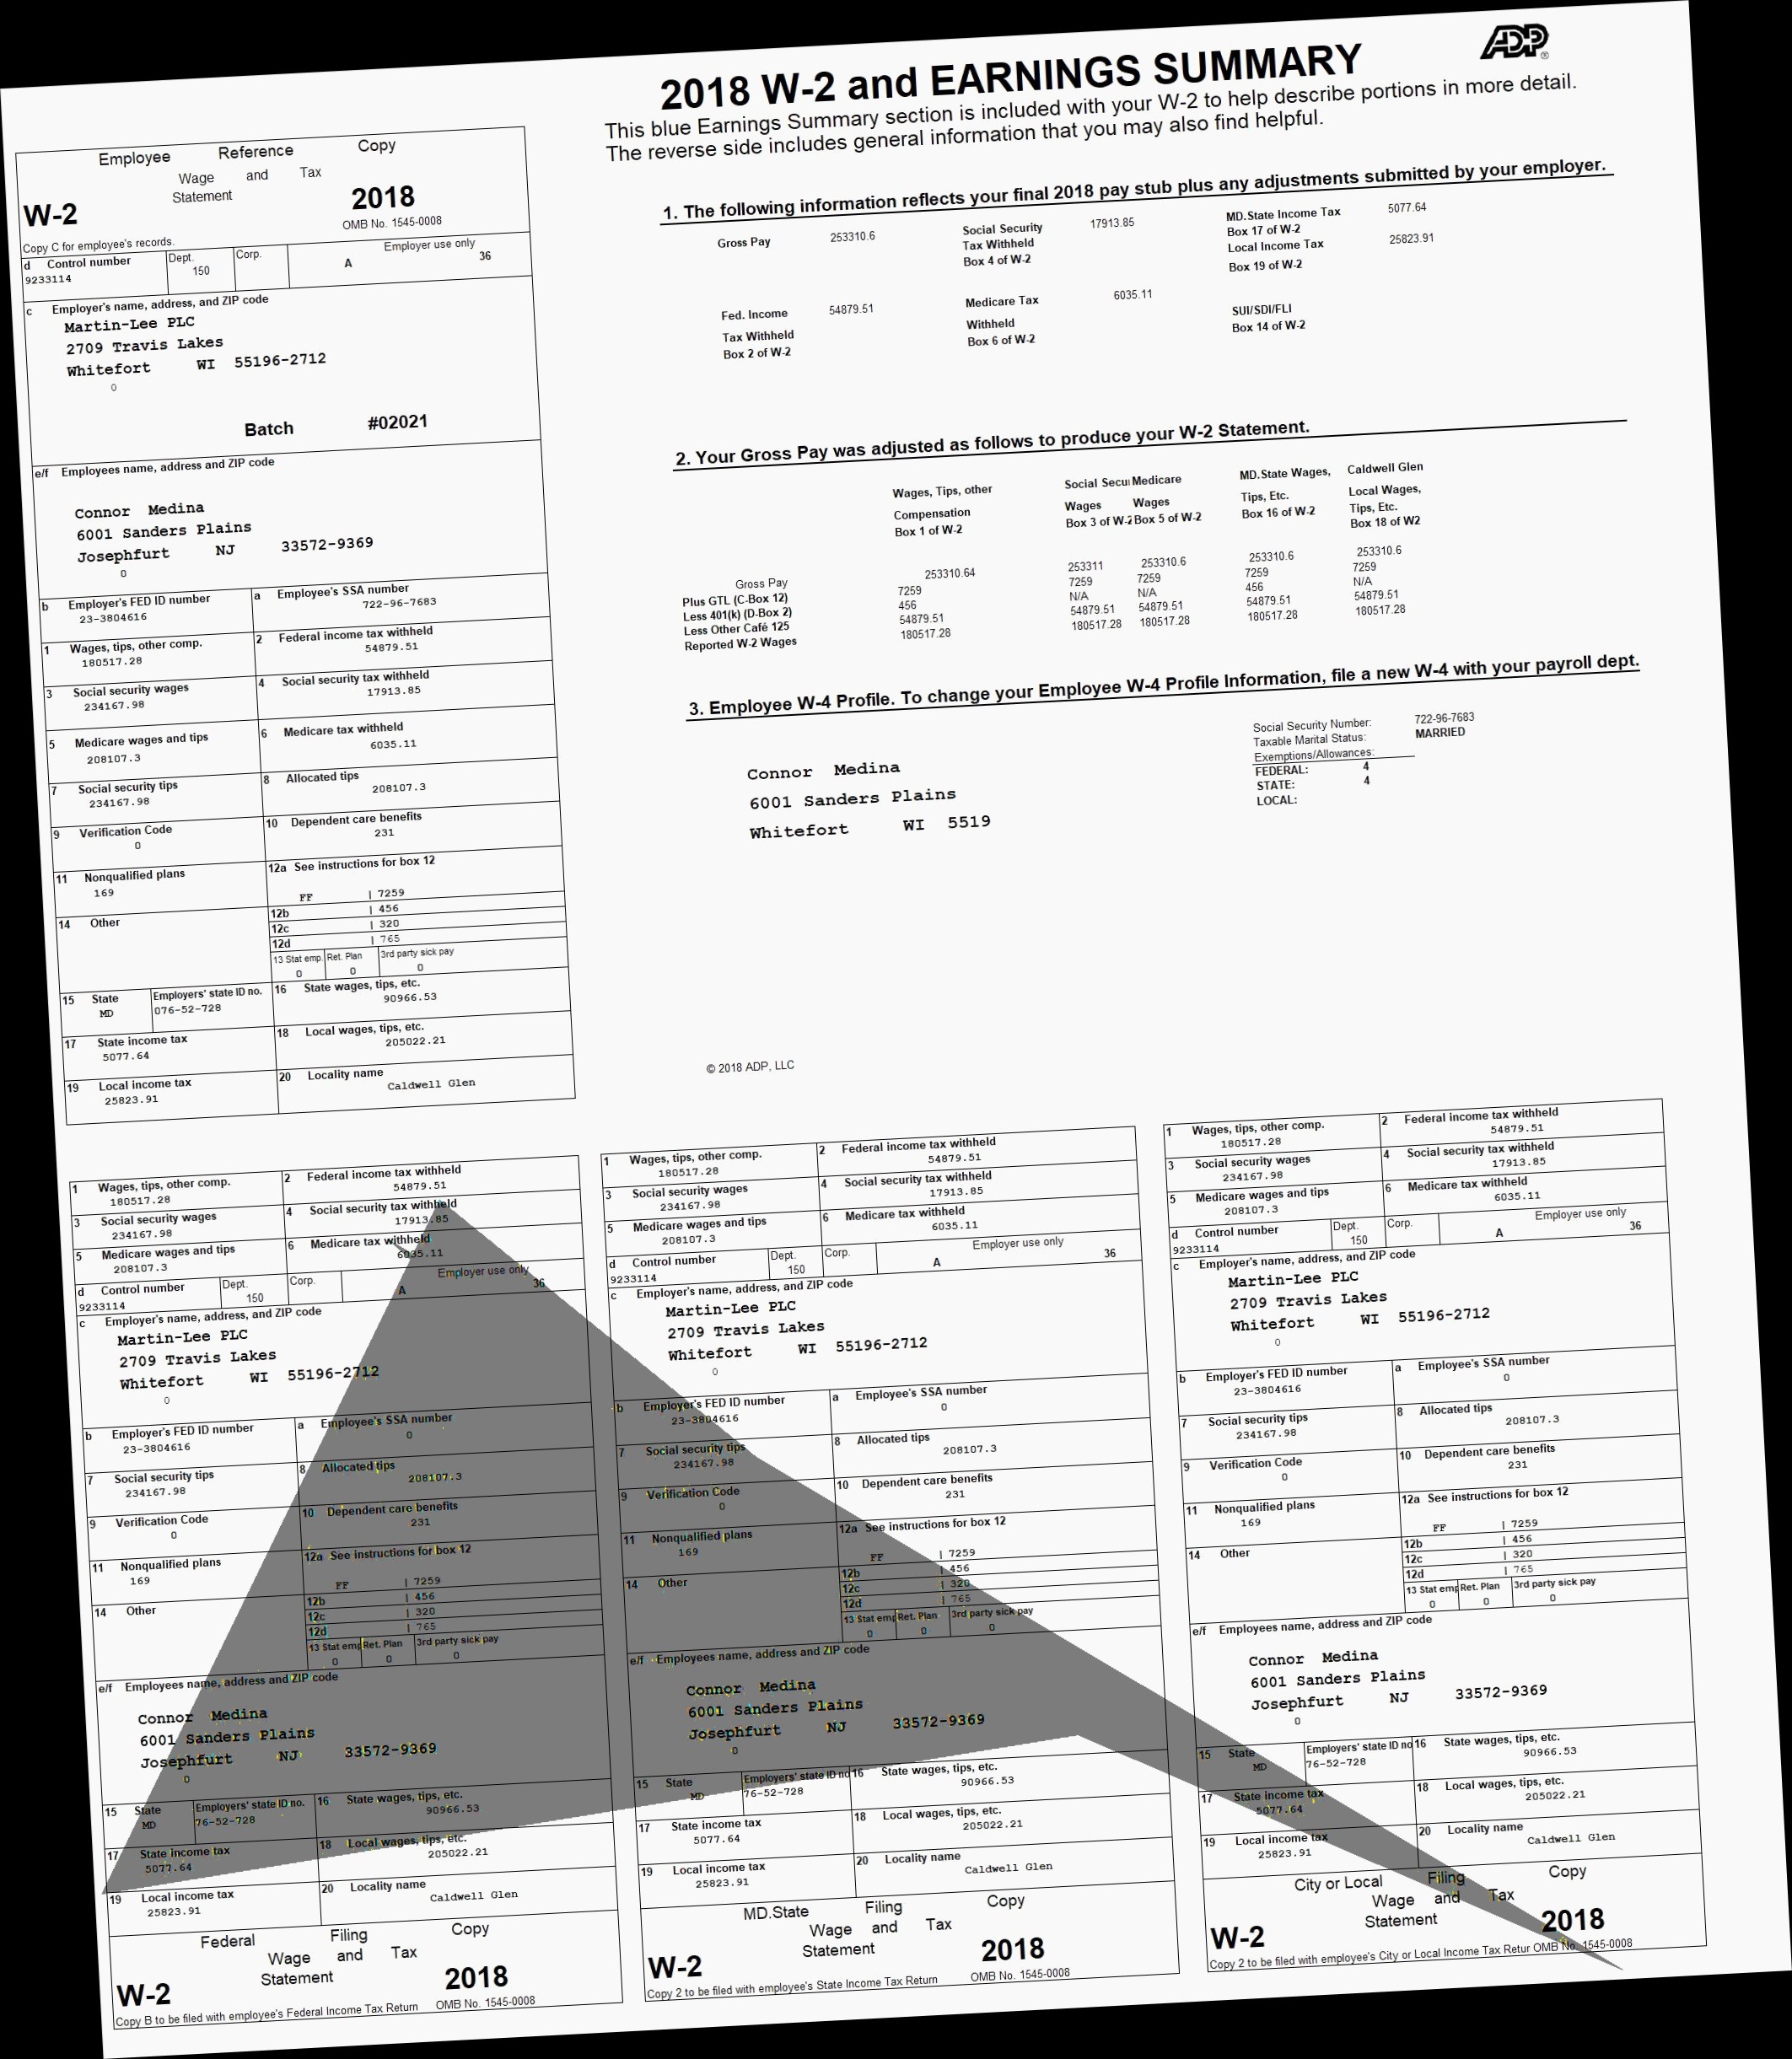 2018 W-2 and EARNINGS SUMMARY
ADP®
This blue Earnings Summary section is included with your W-2 to help describe portions in more detail.
The reverse side includes general information that you may also find helpful.
Employee Reference Copy
Wage and Tax
Statement
W-2 2018
OMB No. 1545-0008
Copy C for employee's records.
d Control number Dept. Corp. Employer use only
9233114 150 A 36
c Employer's name, address, and ZIP code
Martin-Lee PLC
2709 Travis Lakes
Whitefort WI 55196-2712
0
Batch #02021
e/f Employees name, address and ZIP code
Connor Medina
6001 Sanders Plains
Josephfurt NJ 33572-9369
0
b Employer's FED ID number a Employee's SSA number
23-3804616 722-96-7683
1 Wages, tips, other comp. 2 Federal income tax withheld
180517.28 54879.51
3 Social security wages 4 Social security tax withheld
234167.98 17913.85
5 Medicare wages and tips 6 Medicare tax withheld
208107.3 6035.11
7 Social security tips 8 Allocated tips
234167.98 208107.3
9 Verification Code 10 Dependent care benefits
0 231
11 Nonqualified plans 12a See instructions for box 12
169 FF | 7259
14 Other 12b | 456
12c | 320
12d | 765
13 Stat emp. Ret. Plan 3rd party sick pay
0 0 0
15 State Employers' state ID no. 16 State wages, tips, etc.
MD 076-52-728 90966.53
17 State income tax 18 Local wages, tips, etc.
5077.64 205022.21
19 Local income tax 20 Locality name
25823.91 Caldwell Glen
1. The following information reflects your final 2018 pay stub plus any adjustments submitted by your employer.
Gross Pay 253310.6 Social Security 17913.85 MD.State Income Tax 5077.64
Tax Withheld Box 17 of W-2
Box 4 of W-2 Local Income Tax 25823.91
Box 19 of W-2
Fed. Income 54879.51 Medicare Tax 6035.11
Tax Withheld Withheld SUI/SDI/FLI
Box 2 of W-2 Box 6 of W-2 Box 14 of W-2
2. Your Gross Pay was adjusted as follows to produce your W-2 Statement.
Wages, Tips, other Social Secu Medicare MD.State Wages, Caldwell Glen
Compensation Wages Wages Tips, Etc. Local Wages,
Box 1 of W-2 Box 3 of W-2 Box 5 of W-2 Box 16 of W-2 Tips, Etc.
Box 18 of W2
Gross Pay 253310.64 253311 253310.6 253310.6 253310.6
Plus GTL (C-Box 12) 7259 7259 7259 7259 7259
Less 401(k) (D-Box 2) 456 N/A N/A 456 N/A
Less Other Café 125 54879.51 54879.51 54879.51 54879.51 54879.51
Reported W-2 Wages 180517.28 180517.28 180517.28 180517.28 180517.28
3. Employee W-4 Profile. To change your Employee W-4 Profile Information, file a new W-4 with your payroll dept.
Connor Medina
6001 Sanders Plains
Whitefort WI 5519
Social Security Number: 722-96-7683
Taxable Marital Status: MARRIED
Exemptions/Allowances:
FEDERAL: 4
STATE: 4
LOCAL:
© 2018 ADP, LLC
1 Wages, tips, other comp. 2 Federal income tax withheld
180517.28 54879.51
3 Social security wages 4 Social security tax withheld
234167.98 17913.85
5 Medicare wages and tips 6 Medicare tax withheld
208107.3 6035.11
d Control number Dept. Corp. Employer use only
9233114 150 A 36
c Employer's name, address, and ZIP code
Martin-Lee PLC
2709 Travis Lakes
Whitefort WI 55196-2712
0
b Employer's FED ID number a Employee's SSA number
23-3804616 0
7 Social security tips 8 Allocated tips
234167.98 208107.3
9 Verification Code 10 Dependent care benefits
0 231
11 Nonqualified plans 12a See instructions for box 12
169 FF | 7259
14 Other 12b | 456
12c | 320
12d | 765
13 Stat emp Ret. Plan 3rd party sick pay
0 0 0
e/f Employees name, address and ZIP code
Connor Medina
6001 Sanders Plains
Josephfurt NJ 33572-9369
0
15 State Employers' state ID no. 16 State wages, tips, etc.
MD 76-52-728 90966.53
17 State income tax 18 Local wages, tips, etc.
5077.64 205022.21
19 Local income tax 20 Locality name
25823.91 Caldwell Glen
Federal Filing Copy
Wage and Tax
Statement
W-2 2018
Copy B to be filed with employee's Federal Income Tax Return OMB No. 1545-0008
1 Wages, tips, other comp. 2 Federal income tax withheld
180517.28 54879.51
3 Social security wages 4 Social security tax withheld
234167.98 17913.85
5 Medicare wages and tips 6 Medicare tax withheld
208107.3 6035.11
d Control number Dept. Corp. Employer use only
9233114 150 A 36
c Employer's name, address, and ZIP code
Martin-Lee PLC
2709 Travis Lakes
Whitefort WI 55196-2712
0
b Employer's FED ID number a Employee's SSA number
23-3804616 0
7 Social security tips 8 Allocated tips
234167.98 208107.3
9 Verification Code 10 Dependent care benefits
0 231
11 Nonqualified plans 12a See instructions for box 12
169 FF | 7259
14 Other 12b | 456
12c | 320
12d | 765
13 Stat emp Ret. Plan 3rd party sick pay
0 0 0
e/f Employees name, address and ZIP code
Connor Medina
6001 Sanders Plains
Josephfurt NJ 33572-9369
0
15 State Employers' state ID no 16 State wages, tips, etc.
MD 76-52-728 90966.53
17 State income tax 18 Local wages, tips, etc.
5077.64 205022.21
19 Local income tax 20 Locality name
25823.91 Caldwell Glen
MD.State Filing Copy
Wage and Tax
Statement
W-2 2018
Copy 2 to be filed with employee's State Income Tax Return OMB No. 1545-0008
1 Wages, tips, other comp. 2 Federal income tax withheld
180517.28 54879.51
3 Social security wages 4 Social security tax withheld
234167.98 17913.85
5 Medicare wages and tips 6 Medicare tax withheld
208107.3 6035.11
d Control number Dept. Corp. Employer use only
9233114 150 A 36
c Employer's name, address, and ZIP code
Martin-Lee PLC
2709 Travis Lakes
Whitefort WI 55196-2712
0
b Employer's FED ID number a Employee's SSA number
23-3804616 0
7 Social security tips 8 Allocated tips
234167.98 208107.3
9 Verification Code 10 Dependent care benefits
0 231
11 Nonqualified plans 12a See instructions for box 12
169 FF | 7259
14 Other 12b | 456
12c | 320
12d | 765
13 Stat emp Ret. Plan 3rd party sick pay
0 0 0
e/f Employees name, address and ZIP code
Connor Medina
6001 Sanders Plains
Josephfurt NJ 33572-9369
0
15 State Employers' state ID no 16 State wages, tips, etc.
MD 76-52-728 90966.53
17 State income tax 18 Local wages, tips, etc.
5077.64 205022.21
19 Local income tax 20 Locality name
25823.91 Caldwell Glen
City or Local Filing Copy
Wage and Tax
Statement
W-2 2018
Copy 2 to be filed with employee's City or Local Income Tax Retur OMB No. 1545-0008